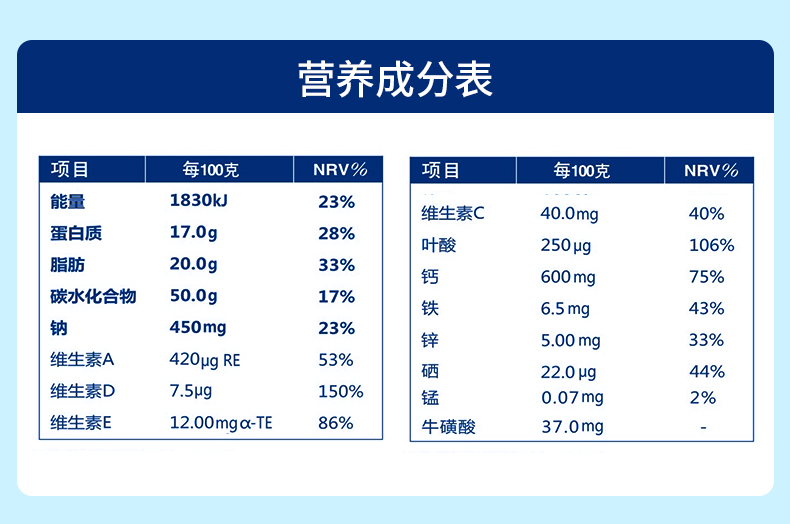 营养成分表
项目 每100克 NRV%
能量 1830kJ 23%
蛋白质 17.0g 28%
脂肪 20.0g 33%
碳水化合物 50.0g 17%
钠 450mg 23%
维生素A 420µg RE 53%
维生素D 7.5µg 150%
维生素E 12.00mg α-TE 86%
项目 每100克 NRV%
维生素C 40.0mg 40%
叶酸 250µg 106%
钙 600mg 75%
铁 6.5mg 43%
锌 5.00mg 33%
硒 22.0µg 44%
锰 0.07mg 2%
牛磺酸 37.0mg -